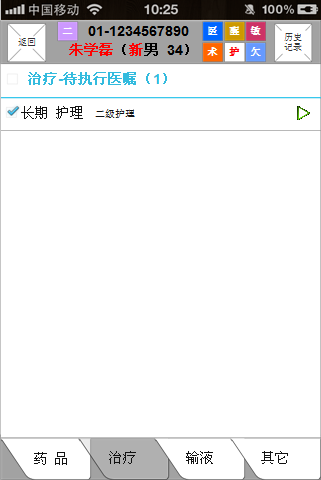 中国移动 10:25 100%
返回 二 01-1234567890 医 历史
朱学磊（新男 34） 术 护 欠 记录
治疗-待执行医嘱（1）
长期 护理 二级护理
药 品 治疗 输液 其它